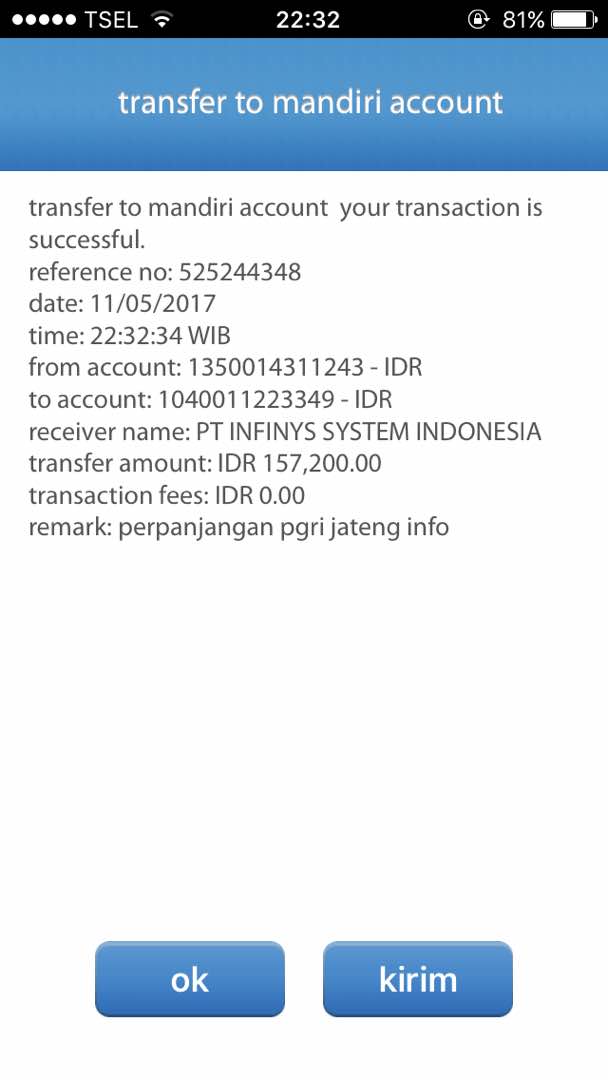 TSEL 22:32 81%
transfer to mandiri account
transfer to mandiri account your transaction is
successful.
reference no: 525244348
date: 11/05/2017
time: 22:32:34 WIB
from account: 1350014311243 - IDR
to account: 1040011223349 - IDR
receiver name: PT INFINYS SYSTEM INDONESIA
transfer amount: IDR 157,200.00
transaction fees: IDR 0.00
remark: perpanjangan pgri jateng info
ok kirim